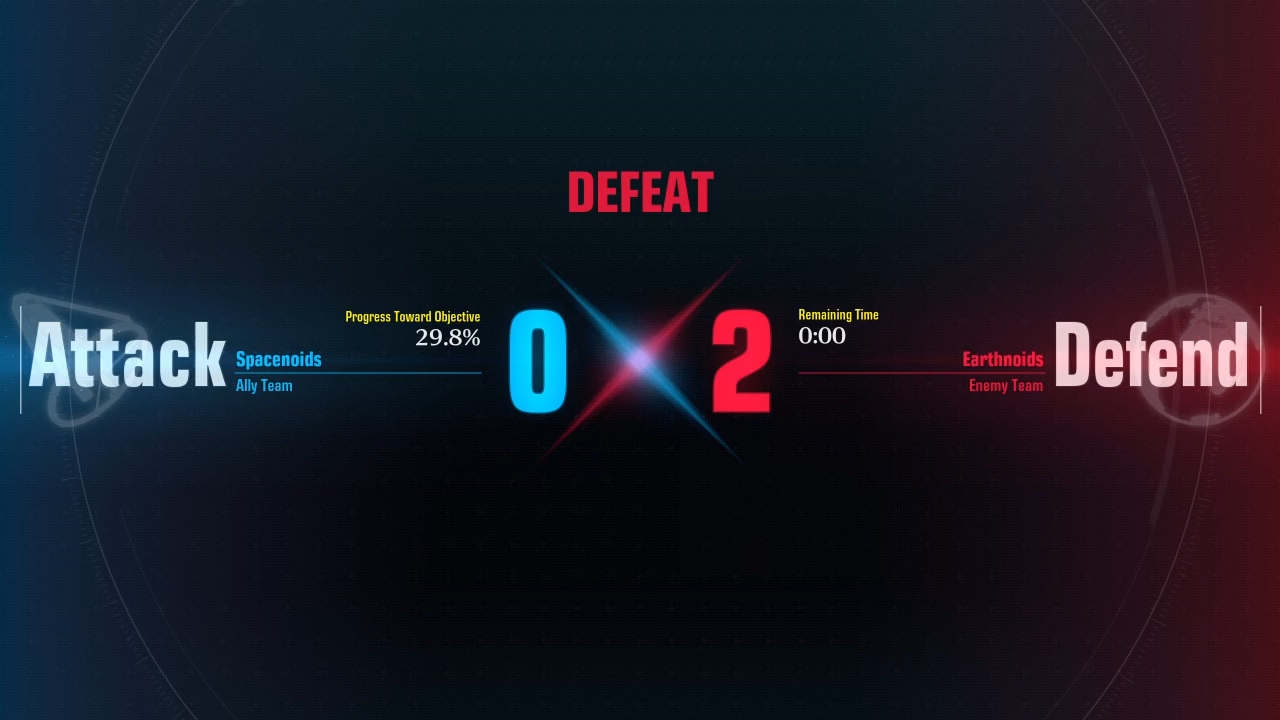 DEFEAT
Attack
Spacenoids
Ally Team
Progress Toward Objective
29.8%
0
2
Remaining Time
0:00
Earthnoids
Enemy Team
Defend